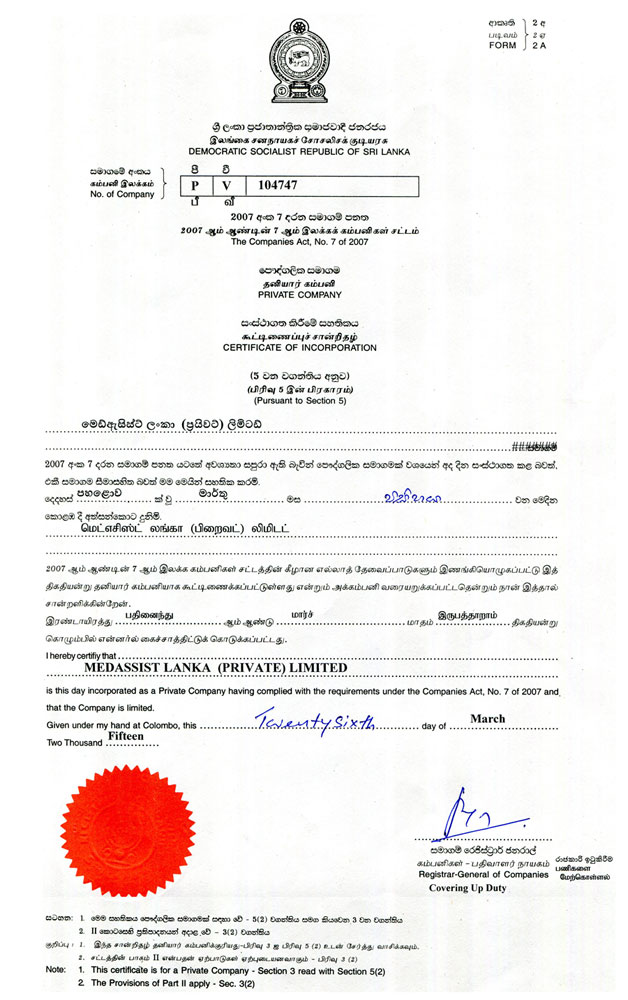 ආකෘති 2 අ
படிவம் 2 ஏ
FORM 2 A
ශ්‍රී ලංකා ප්‍රජාතාන්ත්‍රික සමාජවාදී ජනරජය
இலங்கை சனநாயகச் சோசலிசக் குடியரசு
DEMOCRATIC SOCIALIST REPUBLIC OF SRI LANKA
පී වී
සමාගමේ අංකය
கம்பனி இலக்கம்
No. of Company
P V 104747
பீ வீ
2007 අංක 7 දරන සමාගම් පනත
2007 ஆம் ஆண்டின் 7 ஆம் இலக்கக் கம்பனிகள் சட்டம்
The Companies Act, No. 7 of 2007
පෞද්ගලික සමාගම
தனியார் கம்பனி
PRIVATE COMPANY
සංස්ථාගත කිරීමේ සහතිකය
கூட்டிணைப்புச் சான்றிதழ்
CERTIFICATE OF INCORPORATION
(5 වන වගන්තිය අනුව)
(பிரிவு 5 இன் பிரகாரம்)
(Pursuant to Section 5)
මෙඩ්ඇසිස්ට් ලංකා (ප්‍රයිවට්) ලිමිටඩ්
2007 අංක 7 දරන සමාගම් පනත යටතේ අවශ්‍යතා සපුරා ඇති බැවින් පෞද්ගලික සමාගමක් වශයෙන් අද දින සංස්ථාගත කළ බවත්,
එකී සමාගම සීමාසහිත බවත් මම මෙයින් සහතික කරමි.
දෙදහස් පහළොව ක් වූ මාර්තු මස විසිහය වන මෙදින
කොළඹ දී අත්සන්කොට දුනිමි.
மெட்எசிஸ்ட் லங்கா (பிறைவட்) லிமிடட்
2007 ஆம் ஆண்டின் 7 ஆம் இலக்க கம்பனிகள் சட்டத்தின் கீழான எல்லாத் தேவைப்பாடுகளும் இணங்கியொழுகப்பட்டு இத்
திகதியன்று தனியார் கம்பனியாக கூட்டிணைக்கப்பட்டுள்ளது என்றும் அக்கம்பனி வரையறுக்கப்பட்டதென்றும் நான் இத்தால்
சான்றளிக்கின்றேன்.
இரண்டாயிரத்து பதினைந்து ஆம் ஆண்டு மார்ச் மாதம் இருபத்தாறாம் திகதியன்று
கொழும்பில் என்னால் கைச்சாத்திட்டுக் கொடுக்கப்பட்டது.
I hereby certify that
MEDASSIST LANKA (PRIVATE) LIMITED
is this day incorporated as a Private Company having complied with the requirements under the Companies Act, No. 7 of 2007 and
that the Company is limited.
Given under my hand at Colombo, this Twenty Sixth day of March
Two Thousand Fifteen
සමාගම් රෙජිස්ට්‍රාර් ජනරාල්
கம்பனிகள் - பதிவாளர் நாயகம்
Registrar-General of Companies
Covering Up Duty
රාජකාරි ඉටුකිරීම
பணிகளை
மேற்கொள்ளல்
සටහන: 1. මෙම සහතිකය පෞද්ගලික සමාගමක් සඳහා වේ - 5(2) වගන්තිය සමග කියවෙන 3 වන වගන්තිය
2. II කොටසෙහි ප්‍රතිපාදනයන් අදාළ වේ - 3(2) වගන්තිය
குறிப்பு : 1. இந்த சான்றிதழ் தனியார் கம்பனிக்குரியது-பிரிவு 3 ஐ பிரிவு 5 (2) உடன் சேர்த்து வாசிக்கவும்.
2. சட்டத்தின் பாகம் II என்பதன் ஏற்பாடுகள் ஏற்புடையனவாகும் - பிரிவு 3 (2)
Note: 1. This certificate is for a Private Company - Section 3 read with Section 5(2)
2. The Provisions of Part II apply - Sec. 3(2)